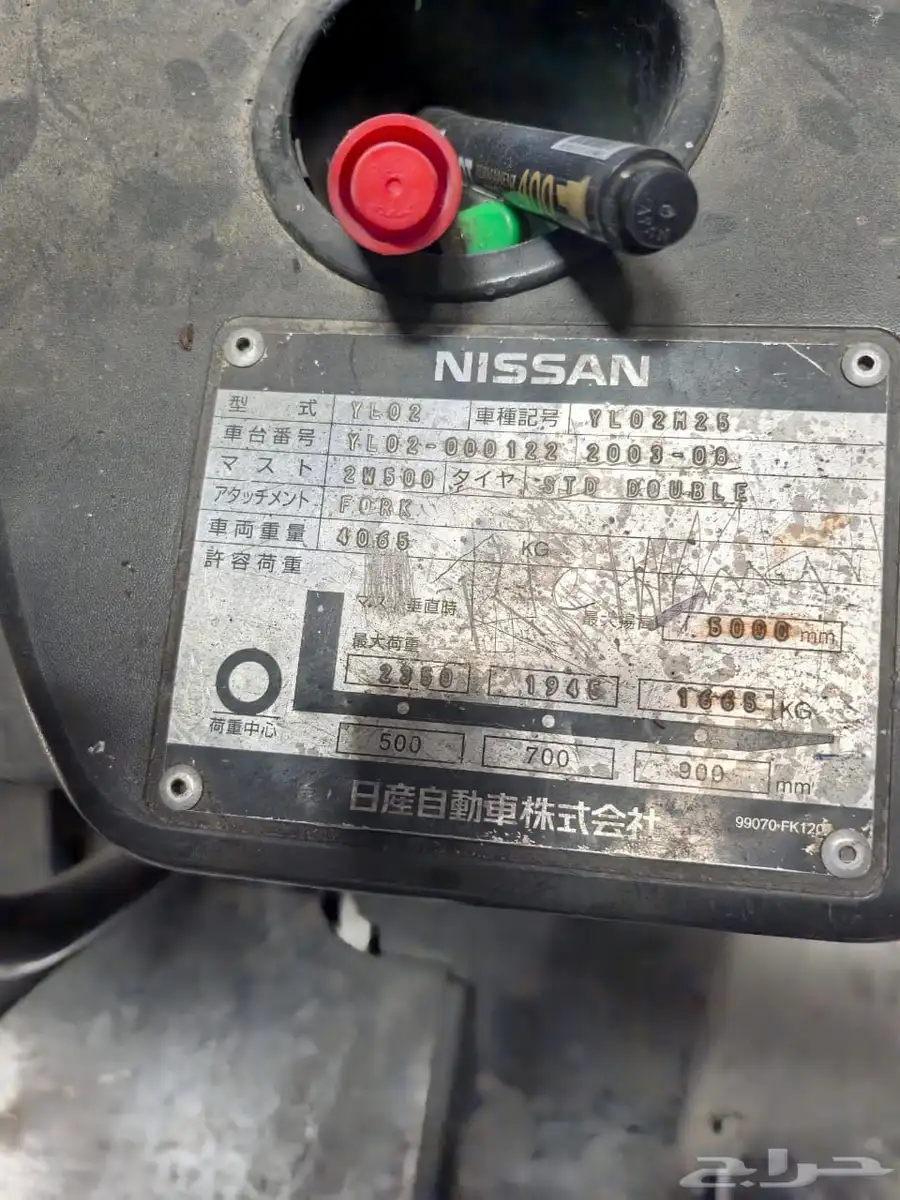 PERMANENT 400
NISSAN
型 式 YL02 車種記号 YL02M25
車台番号 YL02-000122 2003-08
マスト 2W500 タイヤ STD DOUBLE
アタッチメント FORK
車両重量 4065 KG
許容荷重
マスト垂直時
最大揚高 5000 mm
最大荷重
2350 1945 1665 KG
荷重中心
500 700 900 mm
日産自動車株式会社
99070-FK120
حراج